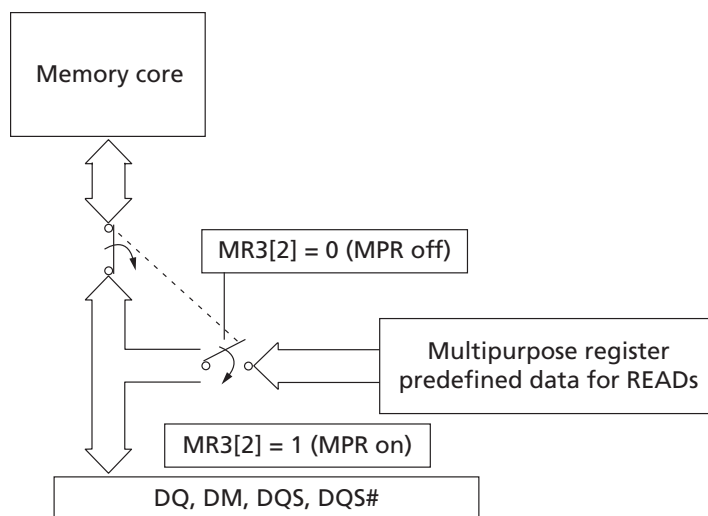 Memory core
MR3[2] = 0 (MPR off)
Multipurpose register
predefined data for READs
MR3[2] = 1 (MPR on)
DQ, DM, DQS, DQS#